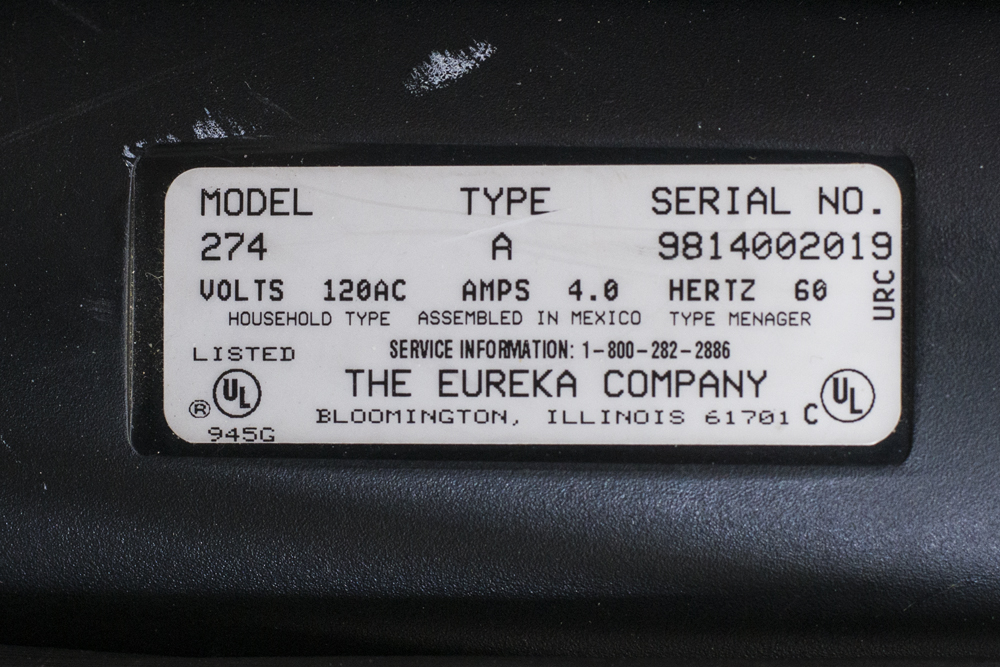 MODEL TYPE SERIAL NO.
274 A 9814002019
URC
VOLTS 120AC AMPS 4.0 HERTZ 60
HOUSEHOLD TYPE ASSEMBLED IN MEXICO TYPE MENAGER
LISTED SERVICE INFORMATION: 1-800-282-2886
UL ® THE EUREKA COMPANY C UL
BLOOMINGTON, ILLINOIS 61701
945G